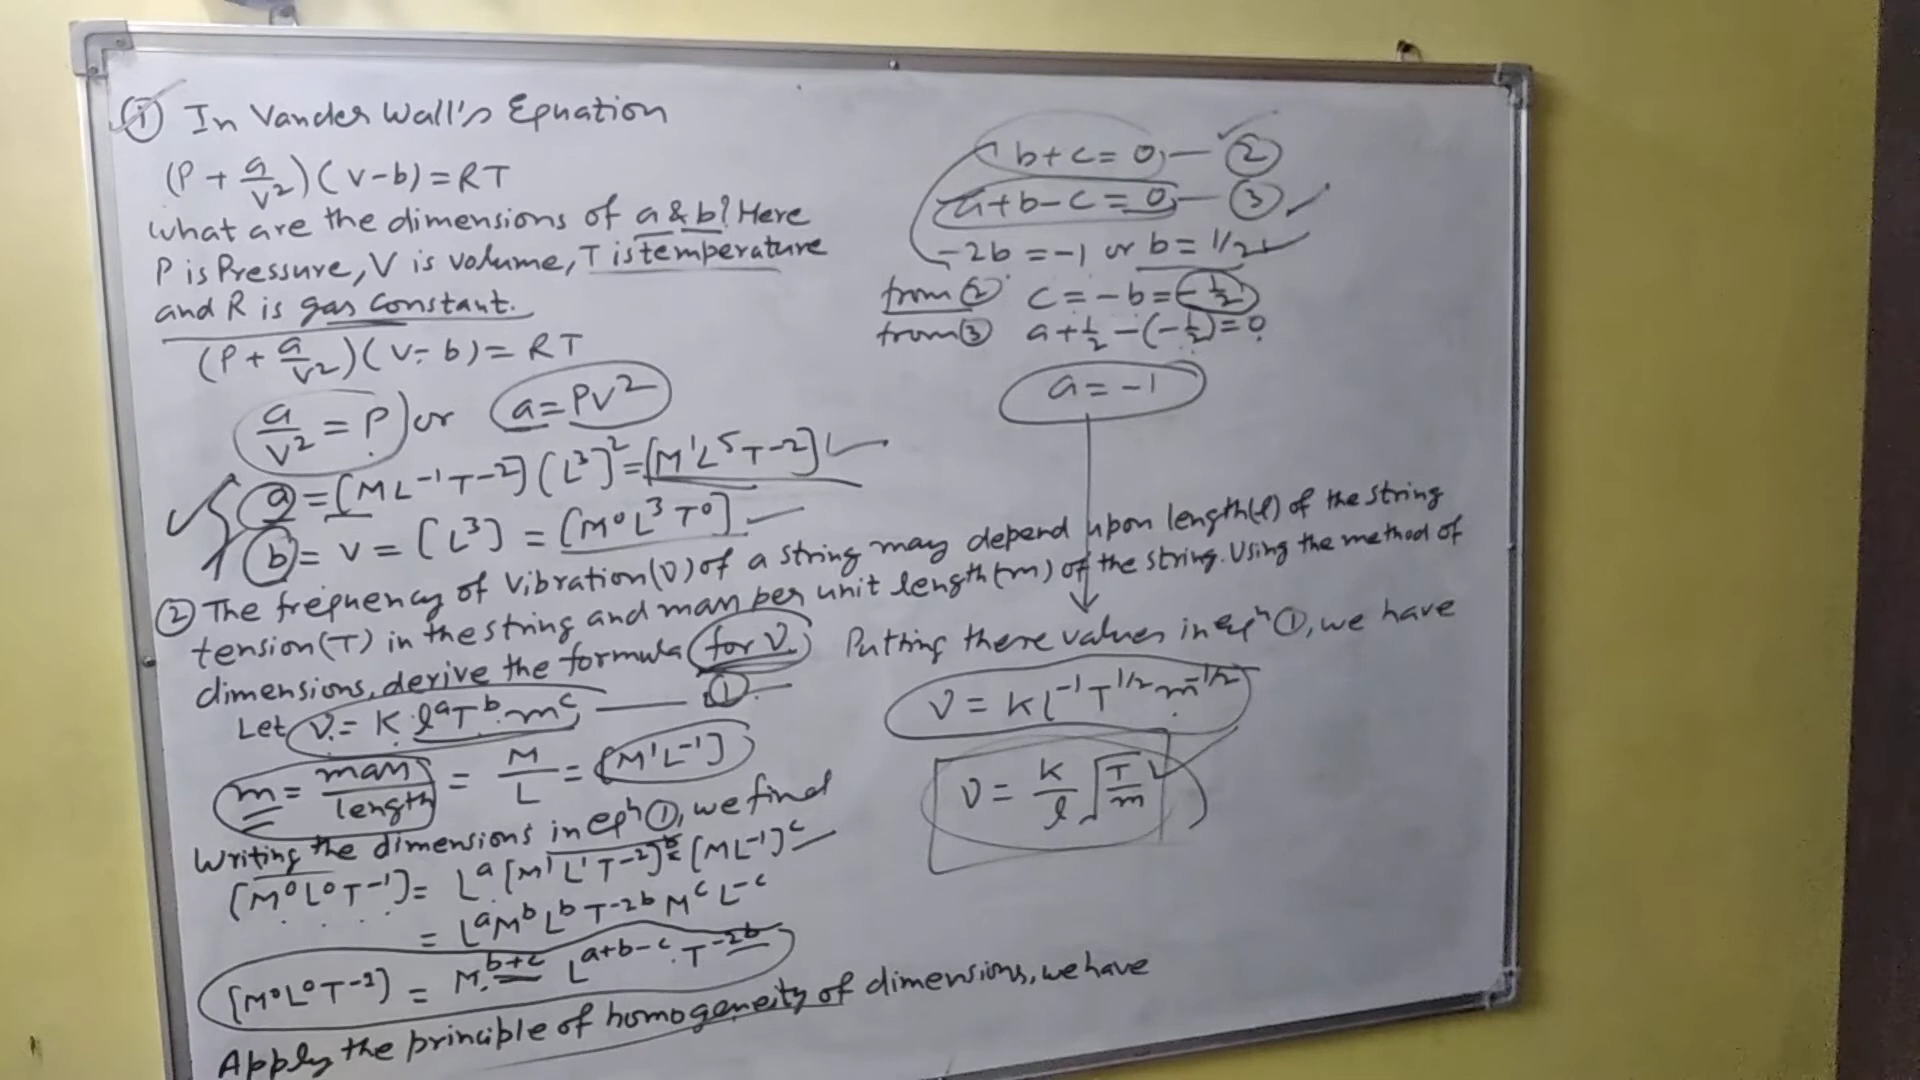 ① In Vander Wall's Equation
(P + a/V²)(V-b) = RT
what are the dimensions of a & b? Here
P is Pressure, V is volume, T is temperature
and R is gas constant.
(P + a/V²)(V-b) = RT
a/V² = P) or a = PV²
a = [ML⁻¹T⁻²] [L³]² = [M¹L⁵T⁻²]
b = V = [L³] = [M⁰L³T⁰]
② The frequency of vibration(ν) of a string may depend upon length(l) of the string
tension(T) in the string and mass per unit length(m) of the string. Using the method of
dimensions, derive the formula for ν.
Let ν = K l^a T^b m^c — ①
m = mass/length = M/L = [M¹L⁻¹]
Writing the dimensions in eqⁿ ①, we find
[M⁰L⁰T⁻¹] = L^a [M¹L¹T⁻²]^b [ML⁻¹]^c
= L^a M^b L^b T^-2b M^c L^-c
[M⁰L⁰T⁻²] = M^b+c L^a+b-c T^-2b
Apply the principle of homogeneity of dimensions, we have
b+c = 0 — ②
a+b-c = 0 — ③
-2b = -1 or b = 1/2
from ② c = -b = -1/2
from ③ a + 1/2 - (-1/2) = 0
a = -1
Putting these values in eqⁿ ①, we have
ν = K l⁻¹ T^1/2 m^-1/2
ν = K/l √T/m